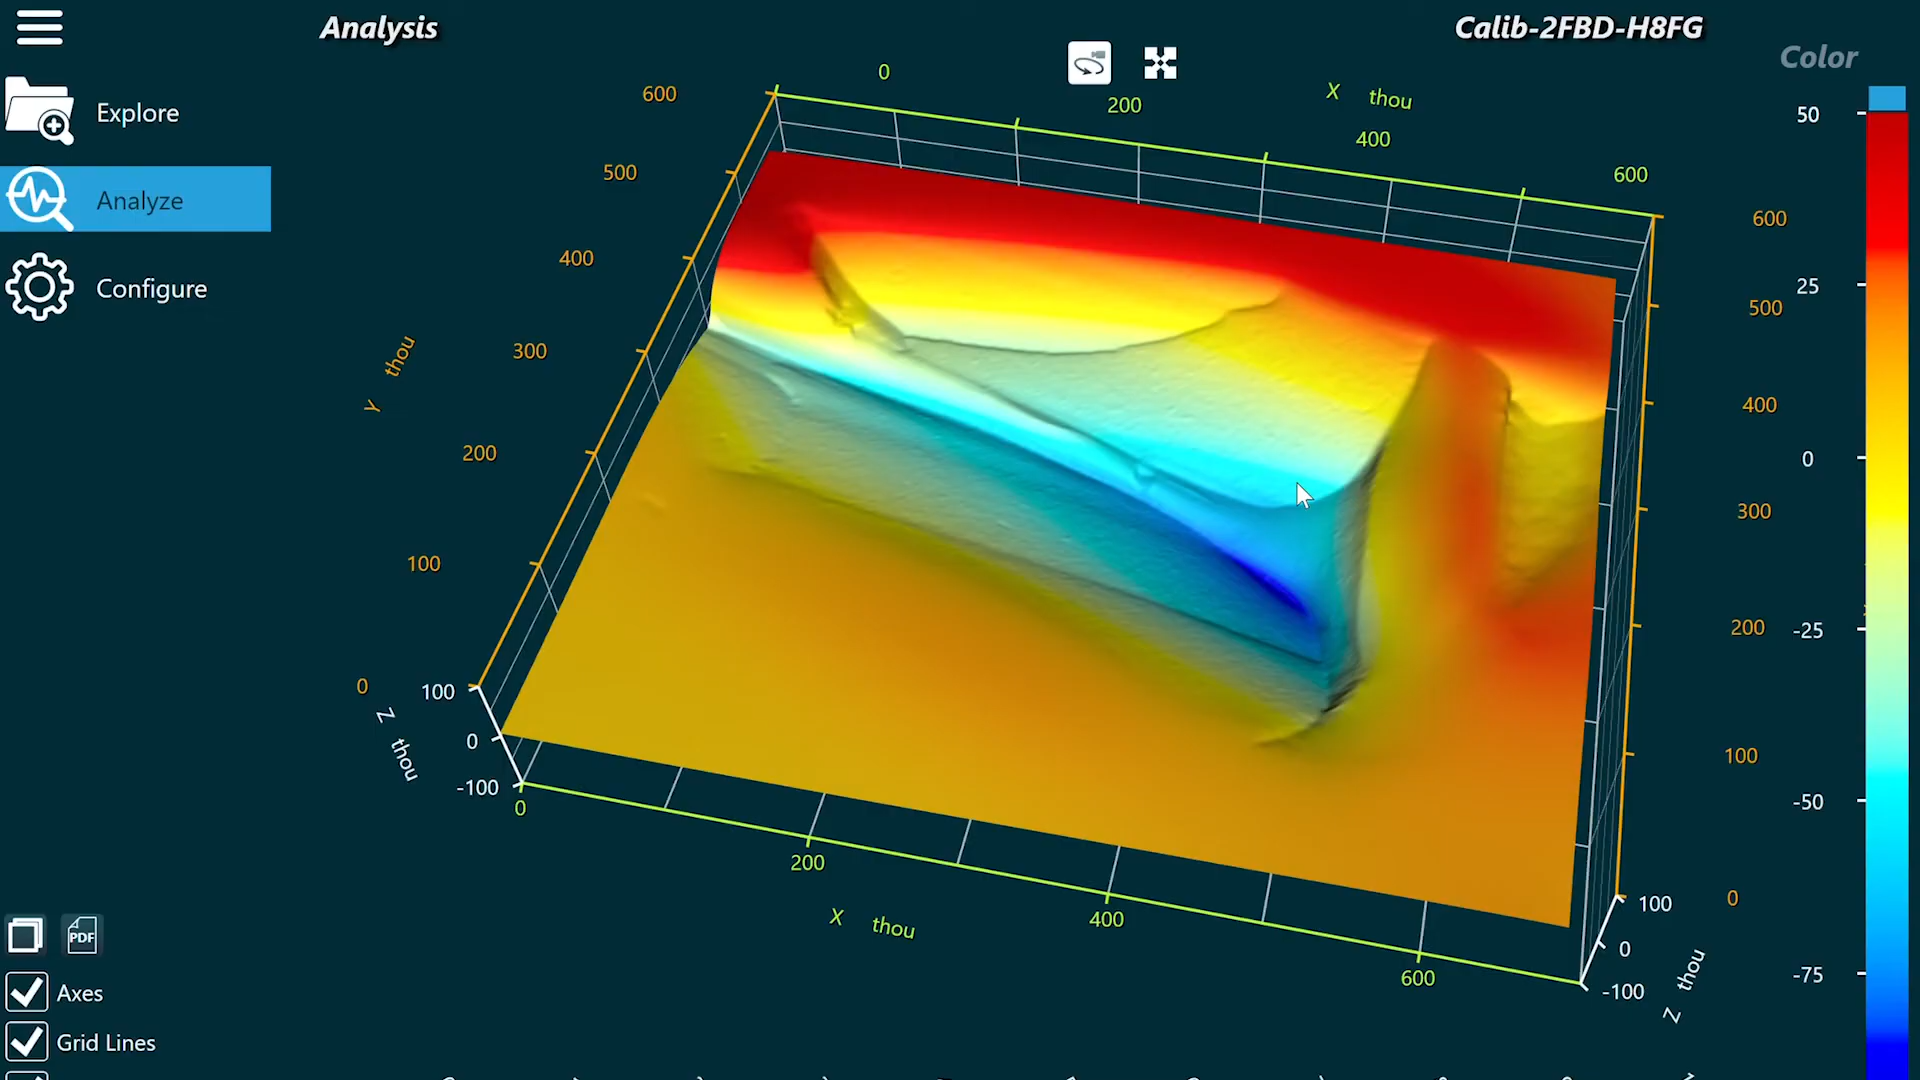 Analysis
Calib-2FBD-H8FG
Color
Explore
Analyze
Configure
0
200
X thou
400
600
600
500
400
300
200
100
0
Y thou
600
500
400
300
200
100
0
100
0
-100
Z thou
0
200
X thou
400
600
100
0
-100
Z thou
50
25
0
-25
-50
-75
PDF
Axes
Grid Lines